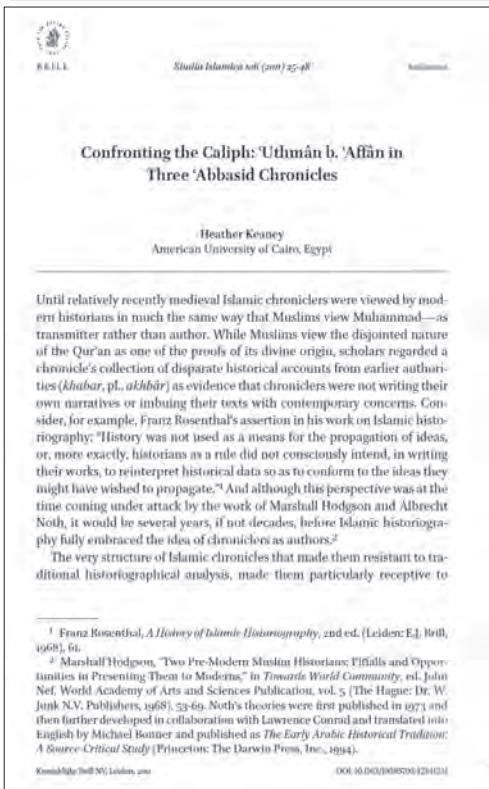 BRILL
Studia Islamica 106 (2011) 25-48
Confronting the Caliph: ʿUthmân b. ʿAffân in
Three ʿAbbasid Chronicles
Heather Keaney
American University of Cairo, Egypt
Until relatively recently medieval Islamic chroniclers were viewed by mod-
ern historians in much the same way that Muslims view Muhammad—as
transmitter rather than author. While Muslims view the disjointed nature
of the Qur'an as one of the proofs of its divine origin, scholars regarded a
chronicle's collection of disparate historical accounts from earlier authori-
ties (khabar, pl., akhbâr) as evidence that chroniclers were not writing their
own narratives or imbuing their texts with contemporary concerns. Con-
sider, for example, Franz Rosenthal's assertion in his work on Islamic histo-
riography: "History was not used as a means for the propagation of ideas,
or, more exactly, historians as a rule did not consciously intend, in writing
their works, to reinterpret historical data so as to conform to the ideas they
might have wished to propagate."1 And although this perspective was at the
time coming under attack by the work of Marshall Hodgson and Albrecht
Noth, it would be several years, if not decades, before Islamic historiogra-
phy fully embraced the idea of chroniclers as authors.2
The very structure of Islamic chronicles that made them resistant to tra-
ditional historiographical analysis, made them particularly receptive to
1 Franz Rosenthal, A History of Islamic Historiography, 2nd ed. (Leiden: E.J. Brill,
1968), 61.
2 Marshall Hodgson, "Two Pre-Modern Muslim Historians: Pitfalls and Oppor-
tunities in Presenting Them to Moderns," in Towards World Community, ed. John
Nef. World Academy of Arts and Sciences Publication, vol. 5 (The Hague: Dr. W.
Junk N.V. Publishers, 1968), 53-69. Noth's theories were first published in 1973 and
then further developed in collaboration with Lawrence Conrad and translated into
English by Michael Bonner and published as The Early Arabic Historical Tradition:
A Source-Critical Study (Princeton: The Darwin Press, Inc., 1994).
Koninklijke Brill NV, Leiden, 2011
DOI: